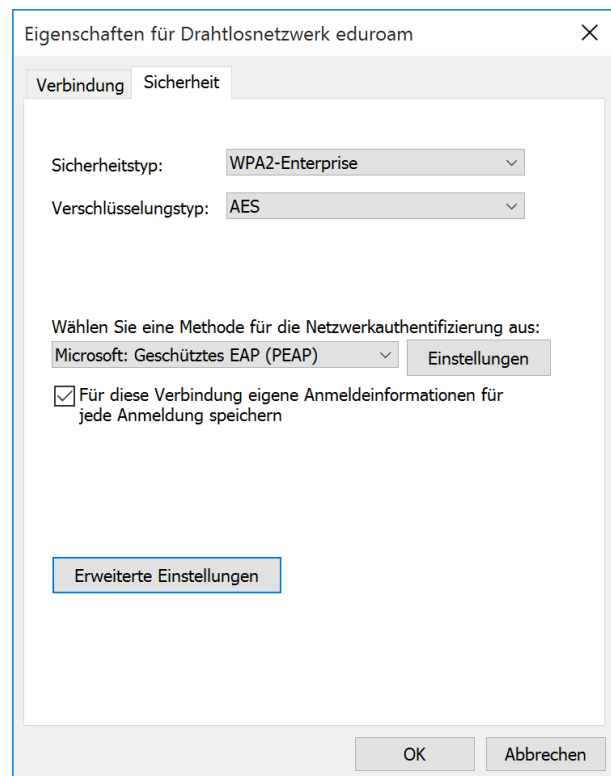 Eigenschaften für Drahtlosnetzwerk eduroam
Verbindung Sicherheit
Sicherheitstyp: WPA2-Enterprise
Verschlüsselungstyp: AES
Wählen Sie eine Methode für die Netzwerkauthentifizierung aus:
Microsoft: Geschütztes EAP (PEAP) Einstellungen
Für diese Verbindung eigene Anmeldeinformationen für
jede Anmeldung speichern
Erweiterte Einstellungen
OK Abbrechen